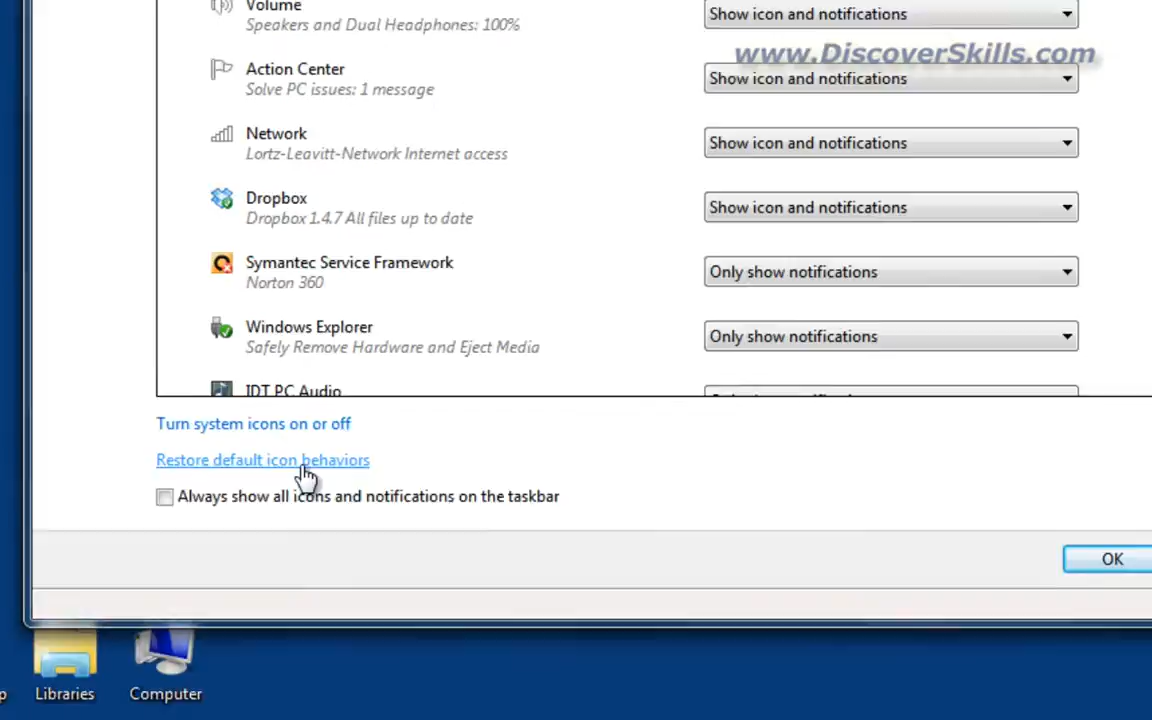 Volume
Show icon and notifications
Speakers and Dual Headphones: 100%
www.DiscoverSkills.com
Action Center
Show icon and notifications
Solve PC issues: 1 message
Network
Show icon and notifications
Lortz-Leavitt-Network Internet access
Dropbox
Show icon and notifications
Dropbox 1.4.7 All files up to date
Symantec Service Framework
Only show notifications
Norton 360
Windows Explorer
Only show notifications
Safely Remove Hardware and Eject Media
IDT PC Audio
Turn system icons on or off
Restore default icon behaviors
Always show all icons and notifications on the taskbar
OK
p
Libraries
Computer